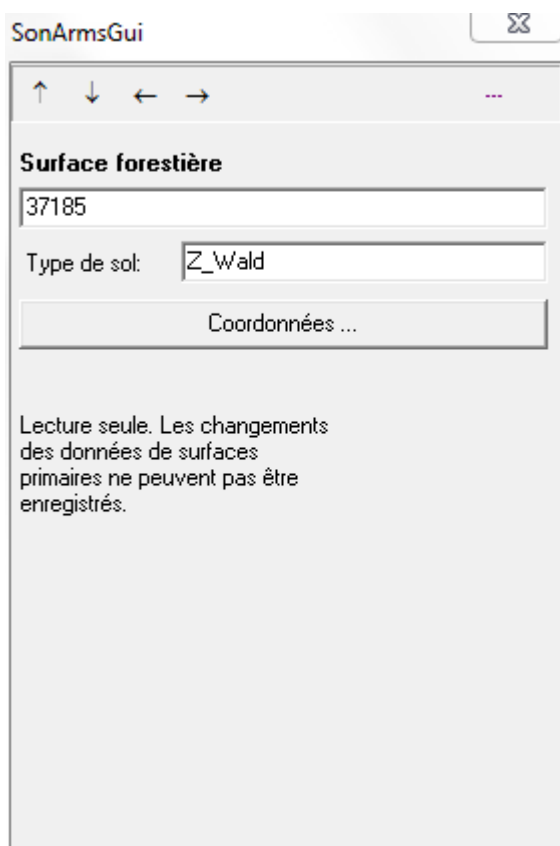 SonArmsGui
↑ ↓ ← → ---
Surface forestière
37185
Type de sol: Z_Wald
Coordonnées ...
Lecture seule. Les changements
des données de surfaces
primaires ne peuvent pas être
enregistrés.